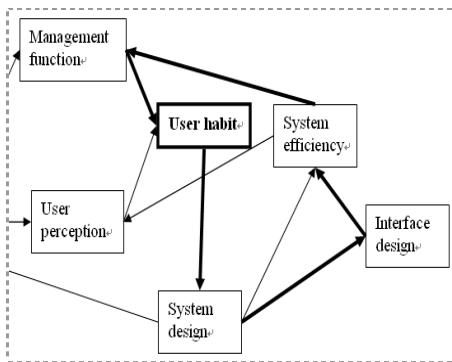 Management
function
User habit
System
efficiency
User
perception
Interface
design
System
design